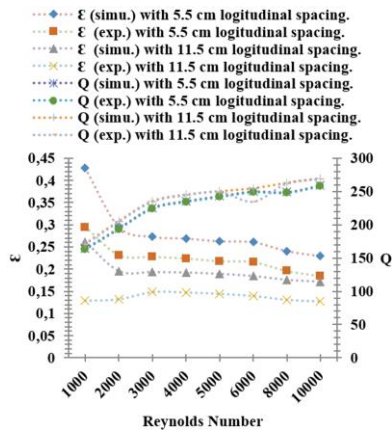 ε (simu.) with 5.5 cm logitudinal spacing.
ε (exp.) with 5.5 cm logitudinal spacing.
ε (simu.) with 11.5 cm logitudinal spacing.
ε (exp.) with 11.5 cm logitudinal spacing.
Q (simu.) with 5.5 cm logitudinal spacing.
Q (exp.) with 5.5 cm logitudinal spacing.
Q (simu.) with 11.5 cm logitudinal spacing.
Q (exp.) with 11.5 cm logitudinal spacing.
0,45 300
0,4 250
0,35
0,3 200
0,25 150
0,2
0,15 100
0,1 50
0,05
0 0
ε
Q
1000 2000 3000 4000 5000 6000 8000 10000
Reynolds Number